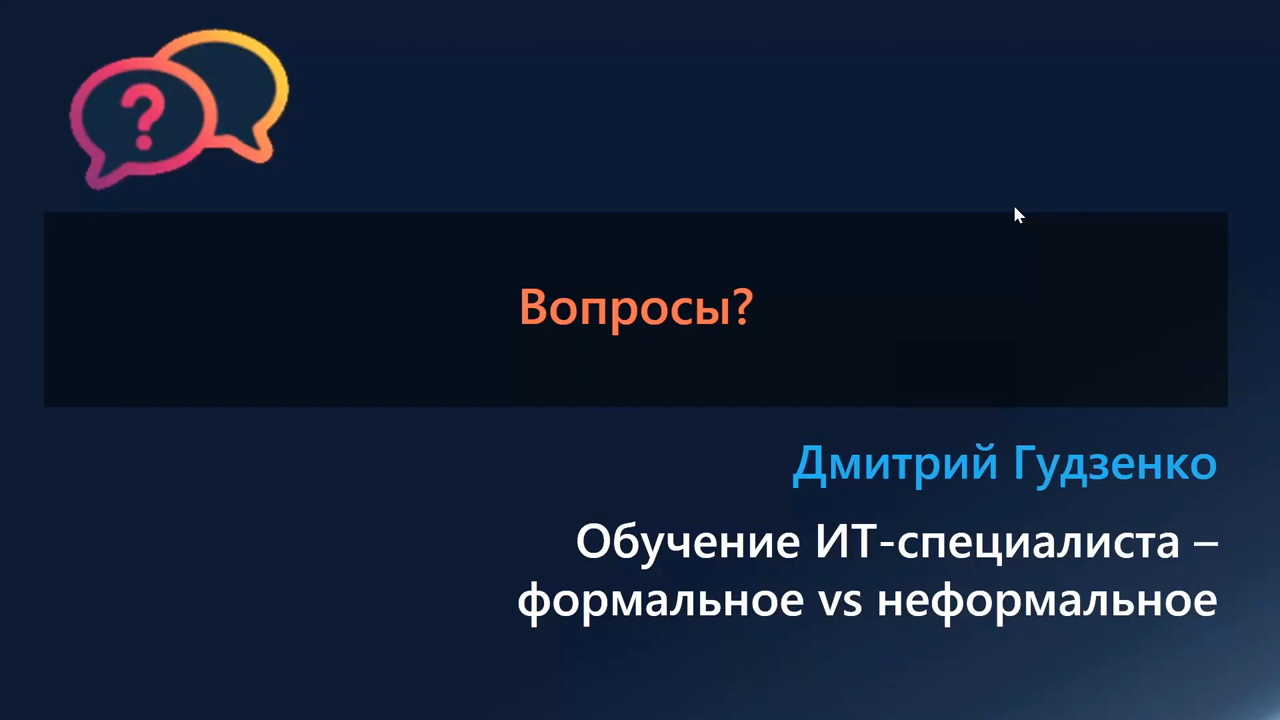 ?
Вопросы?
Дмитрий Гудзенко
Обучение ИТ-специалиста –
формальное vs неформальное